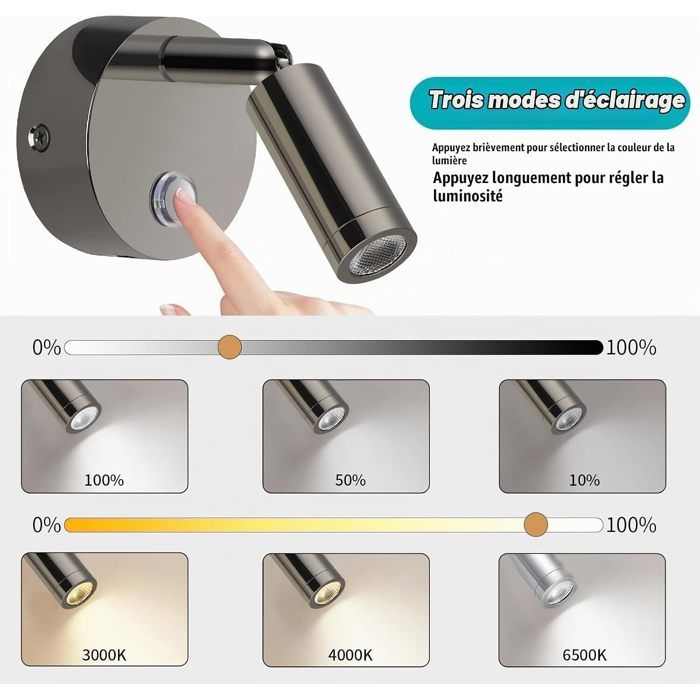 Trois modes d'éclairage
Appuyez brièvement pour sélectionner la couleur de la
lumière
Appuyez longuement pour régler la
luminosité
0% 100%
100% 50% 10%
0% 100%
3000K 4000K 6500K